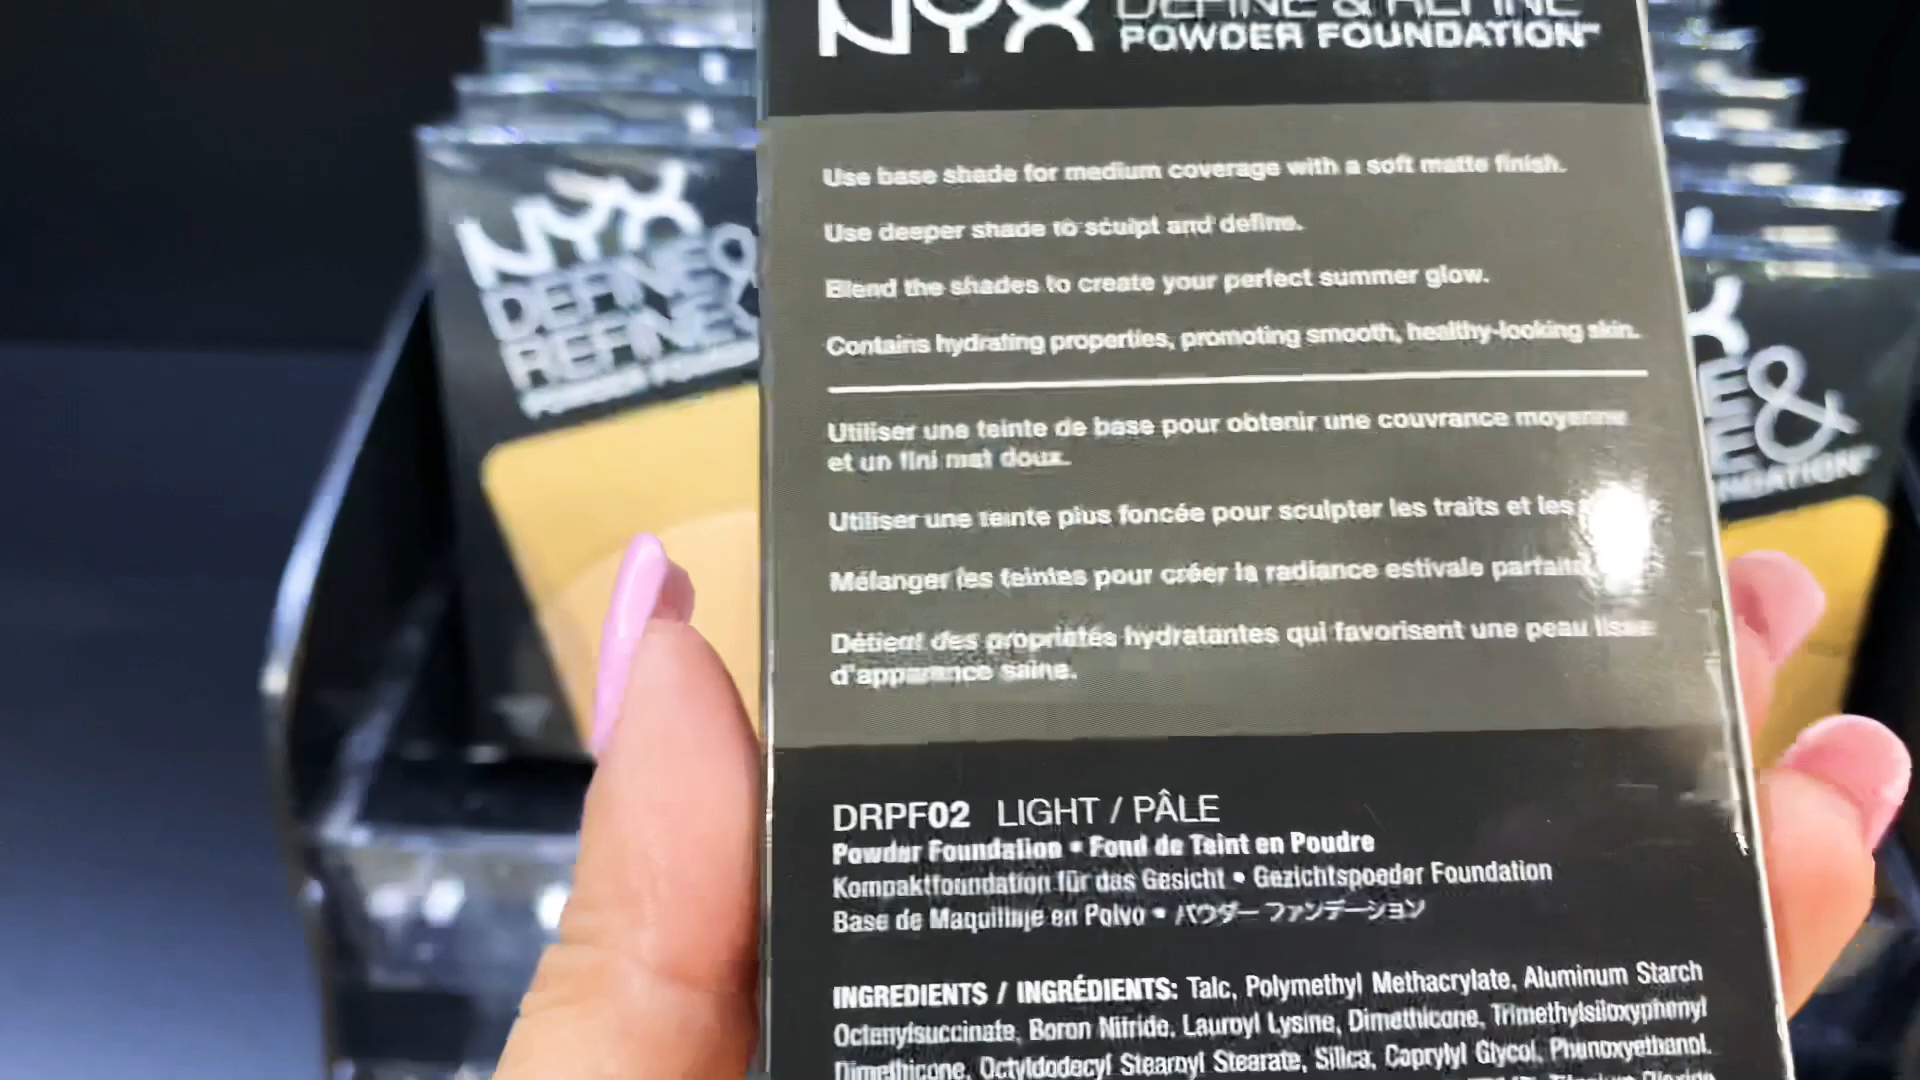 NYX DEFINE & REFINE
POWDER FOUNDATION
Use base shade for medium coverage with a soft matte finish.
Use deeper shade to sculpt and define.
Blend the shades to create your perfect summer glow.
Contains hydrating properties, promoting smooth, healthy-looking skin.
Utiliser une teinte de base pour obtenir une couvrance moyenne
et un fini mat doux.
Utiliser une teinte plus foncée pour sculpter les traits et les
Mélanger les teintes pour créer la radiance estivale parfaite
Détient des propriétés hydratantes qui favorisent une peau lisse
d'apparence saine.
DRPF02 LIGHT / PÂLE
Powder Foundation • Fond de Teint en Poudre
Kompaktfoundation für das Gesicht • Gezichtspoeder Foundation
Base de Maquillaje en Polvo • パウダー ファンデーション
INGREDIENTS / INGRÉDIENTS: Talc, Polymethyl Methacrylate, Aluminum Starch
Octenylsuccinate, Boron Nitride, Lauroyl Lysine, Dimethicone, Trimethylsiloxyphenyl
Dimethicone, Octyldodecyl Stearoyl Stearate, Silica, Caprylyl Glycol, Phenoxyethanol,
NYX
DEFINE &
REFINE